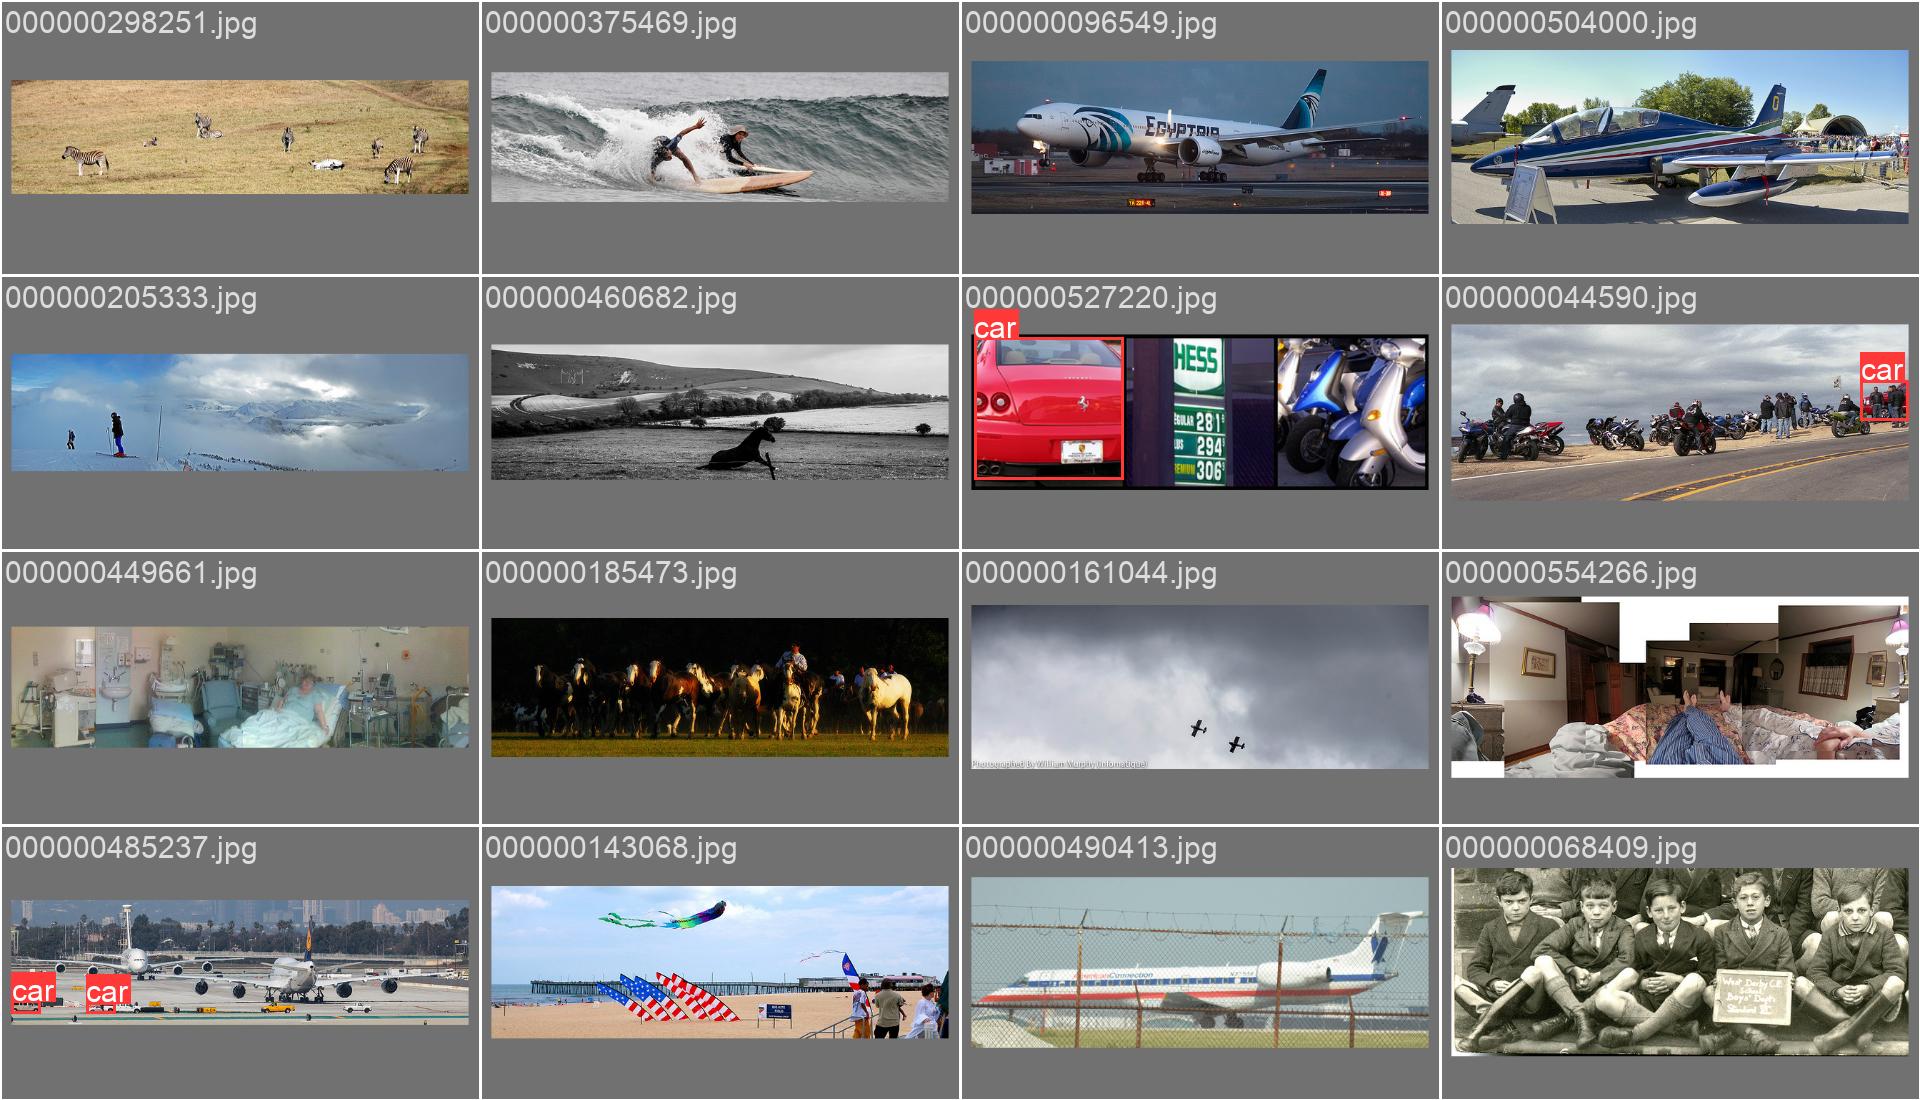 000000298251.jpg
000000375469.jpg
000000096549.jpg
000000504000.jpg
EGYPTAIR
000000205333.jpg
000000460682.jpg
000000527220.jpg
000000044590.jpg
car
HESS
281
294
306
car
000000449661.jpg
000000185473.jpg
000000161044.jpg
000000554266.jpg
Photographed By William Murphy (Infomatique)
000000485237.jpg
000000143068.jpg
000000490413.jpg
000000068409.jpg
car
car
AmericanConnection
West Derby C.E.
School
Boys' Dept
Standard